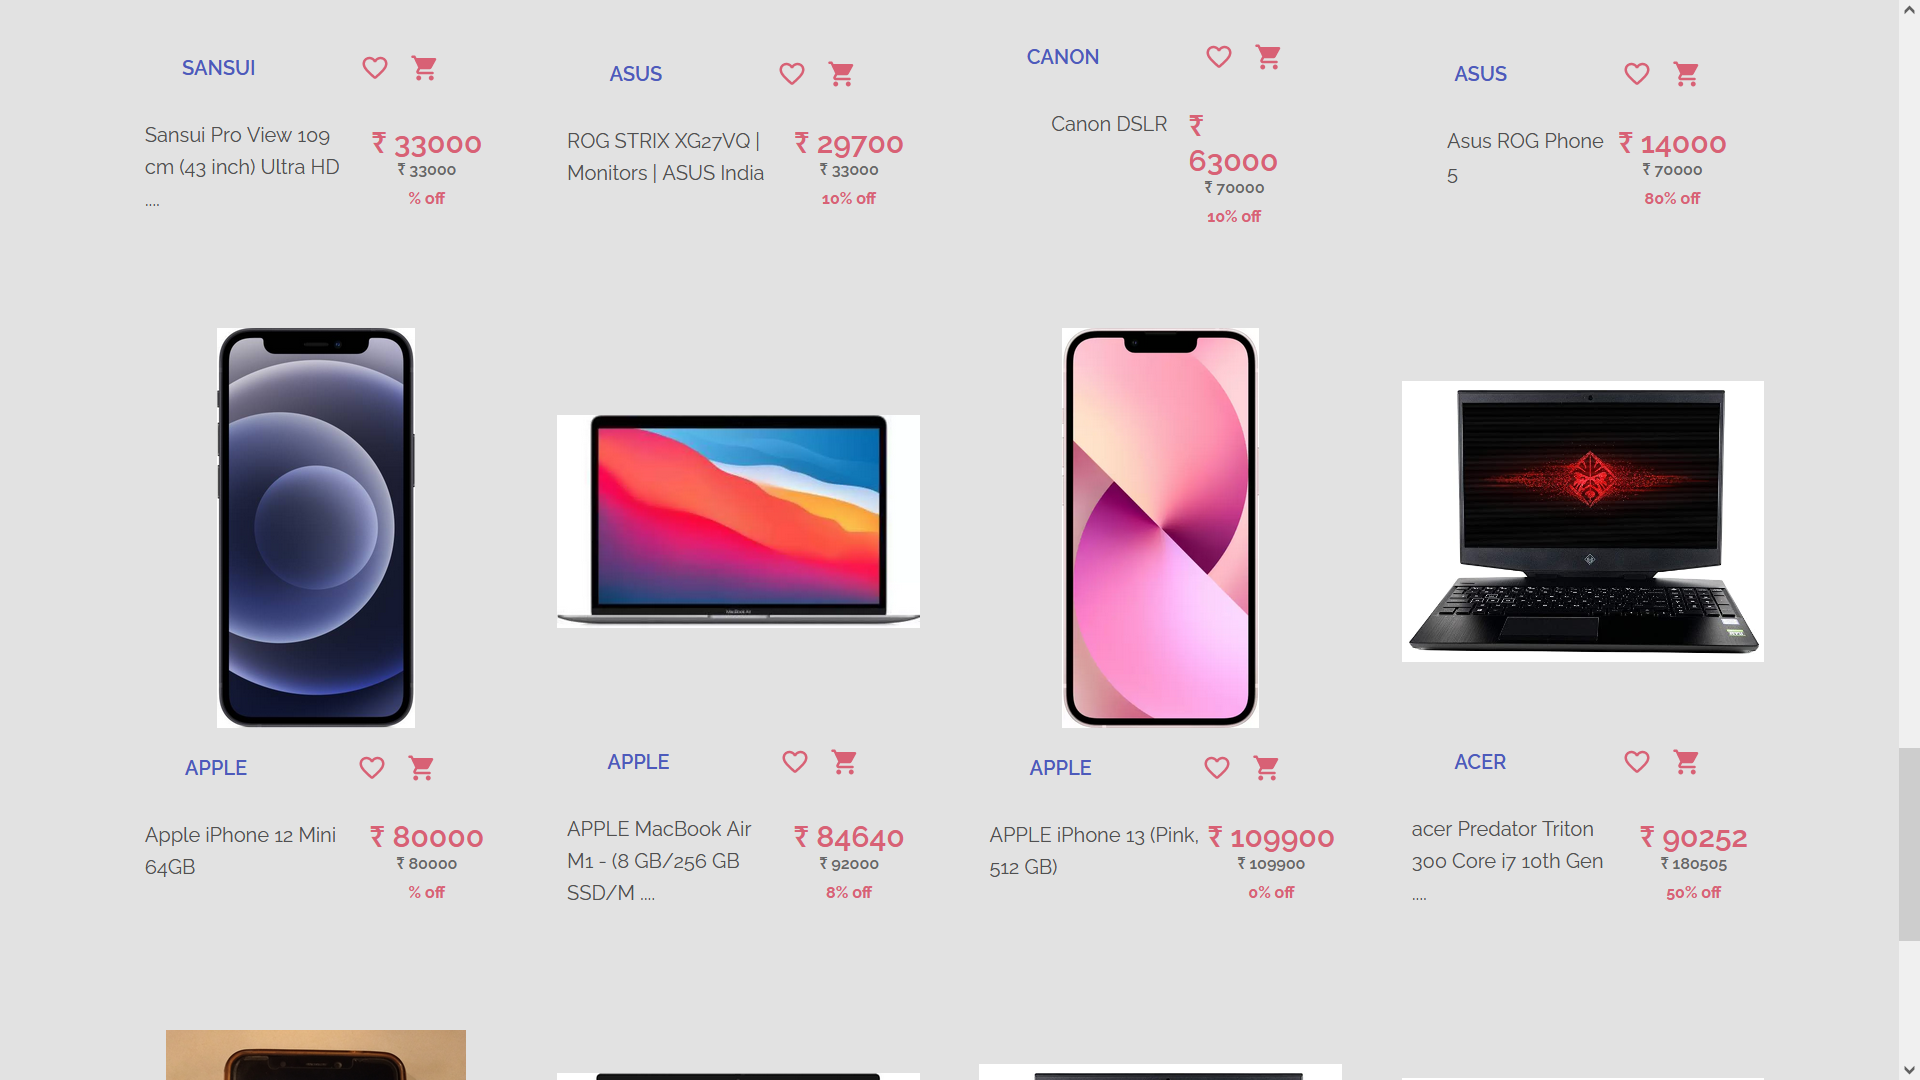 SANSUI
Sansui Pro View 109
cm (43 inch) Ultra HD
....
₹ 33000
₹ 33000
% off
ASUS
ROG STRIX XG27VQ |
Monitors | ASUS India
₹ 29700
₹ 33000
10% off
CANON
Canon DSLR
₹
63000
₹ 70000
10% off
ASUS
Asus ROG Phone
5
₹ 14000
₹ 70000
80% off
MacBook Air
APPLE
Apple iPhone 12 Mini
64GB
₹ 80000
₹ 80000
% off
APPLE
APPLE MacBook Air
M1 - (8 GB/256 GB
SSD/M ....
₹ 84640
₹ 92000
8% off
APPLE
APPLE iPhone 13 (Pink,
512 GB)
₹ 109900
₹ 109900
0% off
ACER
acer Predator Triton
300 Core i7 10th Gen
....
₹ 90252
₹ 180505
50% off